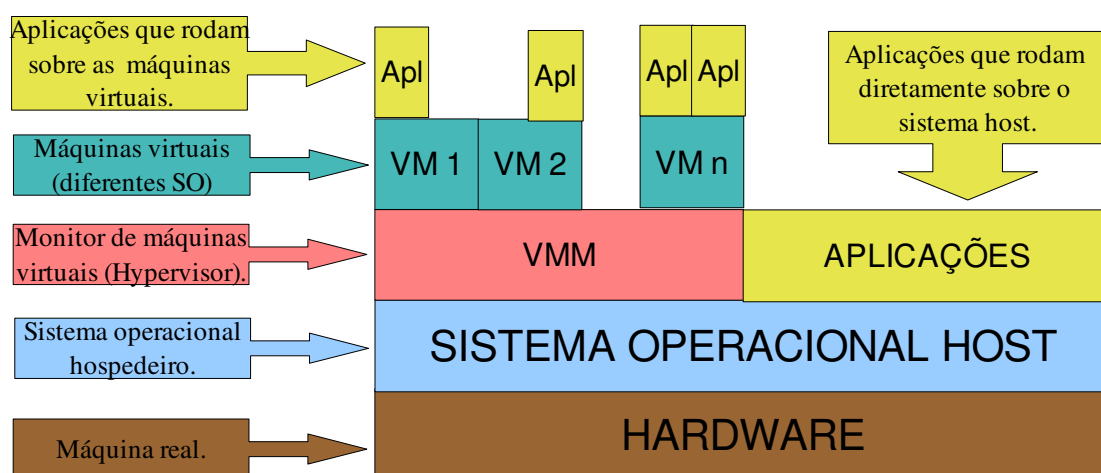 Aplicações que rodam
sobre as máquinas
virtuais.
Apl
Apl
Apl
Apl
Aplicações que rodam
diretamente sobre o
sistema host.
Máquinas virtuais
(diferentes SO)
VM 1
VM 2
VM n
Monitor de máquinas
virtuais (Hypervisor).
VMM
APLICAÇÕES
Sistema operacional
hospedeiro.
SISTEMA OPERACIONAL HOST
Máquina real.
HARDWARE